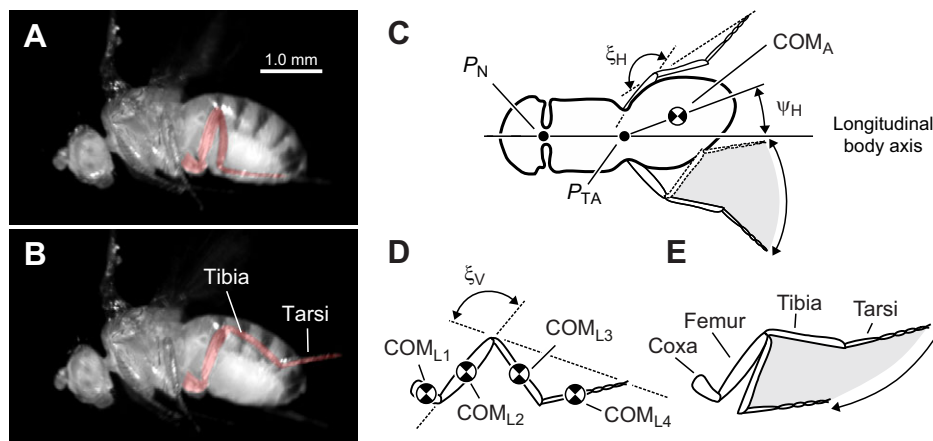 A
1.0 mm
B
Tibia
Tarsi
C
ξH
COMA
PN
ψH
Longitudinal
body axis
PTA
D
ξV
COML1
COML2
COML3
COML4
E
Femur
Tibia
Tarsi
Coxa